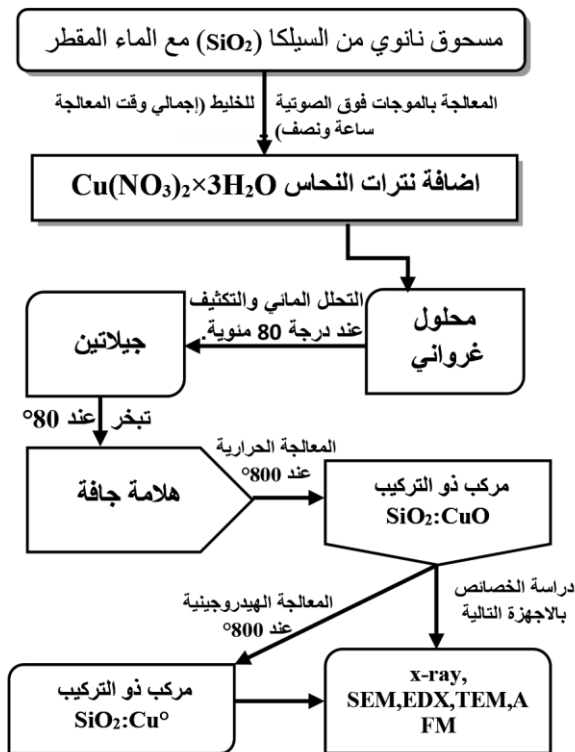 مسحوق نانوي من السيلكا (SiO₂) مع الماء المقطر
المعالجة بالموجات فوق الصوتية للخليط (إجمالي وقت المعالجة
ساعة ونصف)
اضافة نترات النحاس Cu(NO₃)₂×3H₂O
محلول
غرواني
التحلل المائي والتكثيف
عند درجة 80 مئوية.
جيلاتين
تبخر عند 80°
هلامة جافة
المعالجة الحرارية
عند 800°
مركب ذو التركيب
SiO₂:CuO
دراسة الخصائص
بالاجهزة التالية
المعالجة الهيدروجينية
عند 800°
مركب ذو التركيب
SiO₂:Cu°
x-ray,
SEM,EDX,TEM,A
FM